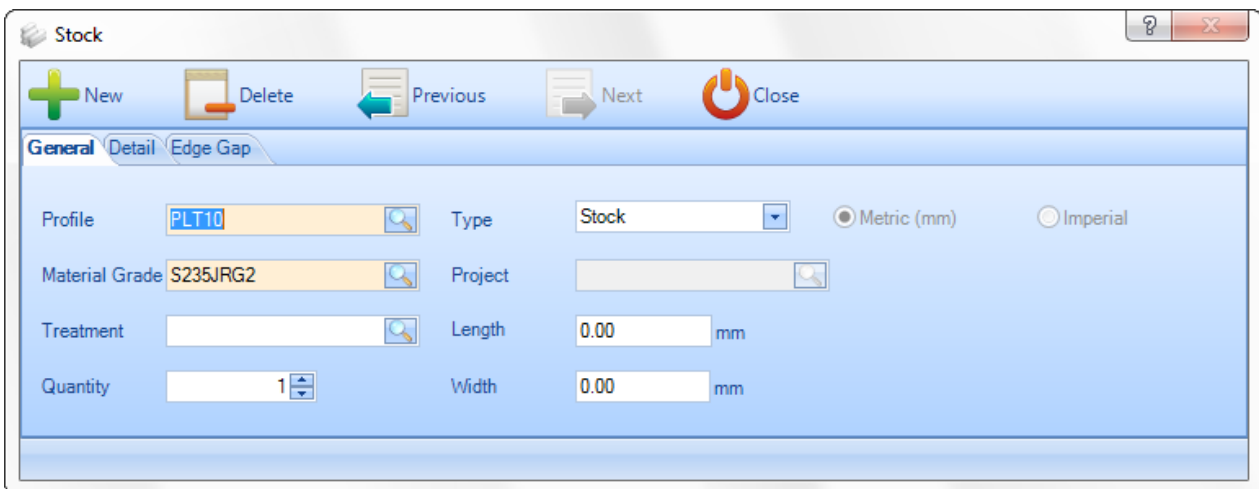 Stock
New Delete Previous Next Close
General Detail Edge Gap
Profile PLT10 Type Stock Metric (mm) Imperial
Material Grade S235JRG2 Project
Treatment Length 0.00 mm
Quantity 1 Width 0.00 mm